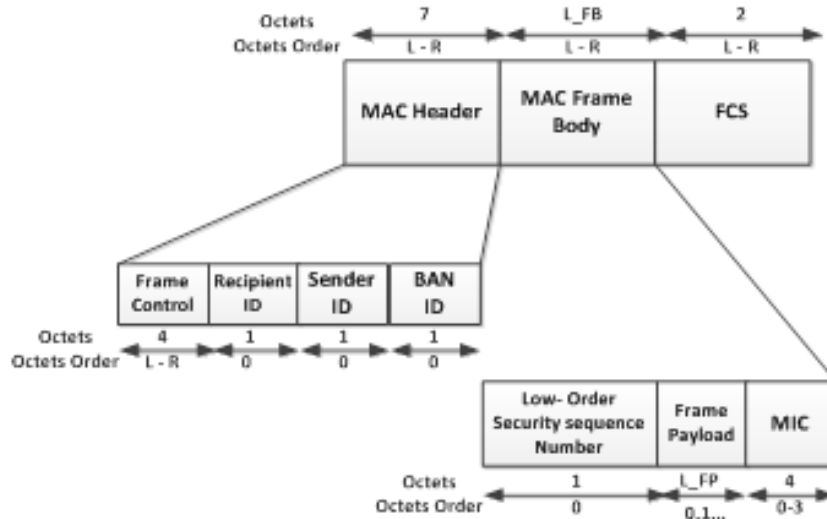 Octets 7 L_FB 2
Octets Order L - R L - R L - R
MAC Header MAC Frame Body FCS
Frame Control Recipient ID Sender ID BAN ID
Octets 4 1 1 1
Octets Order L - R 0 0 0
Low- Order Security sequence Number Frame Payload MIC
Octets 1 L_FP 4
Octets Order 0 0,1... 0-3